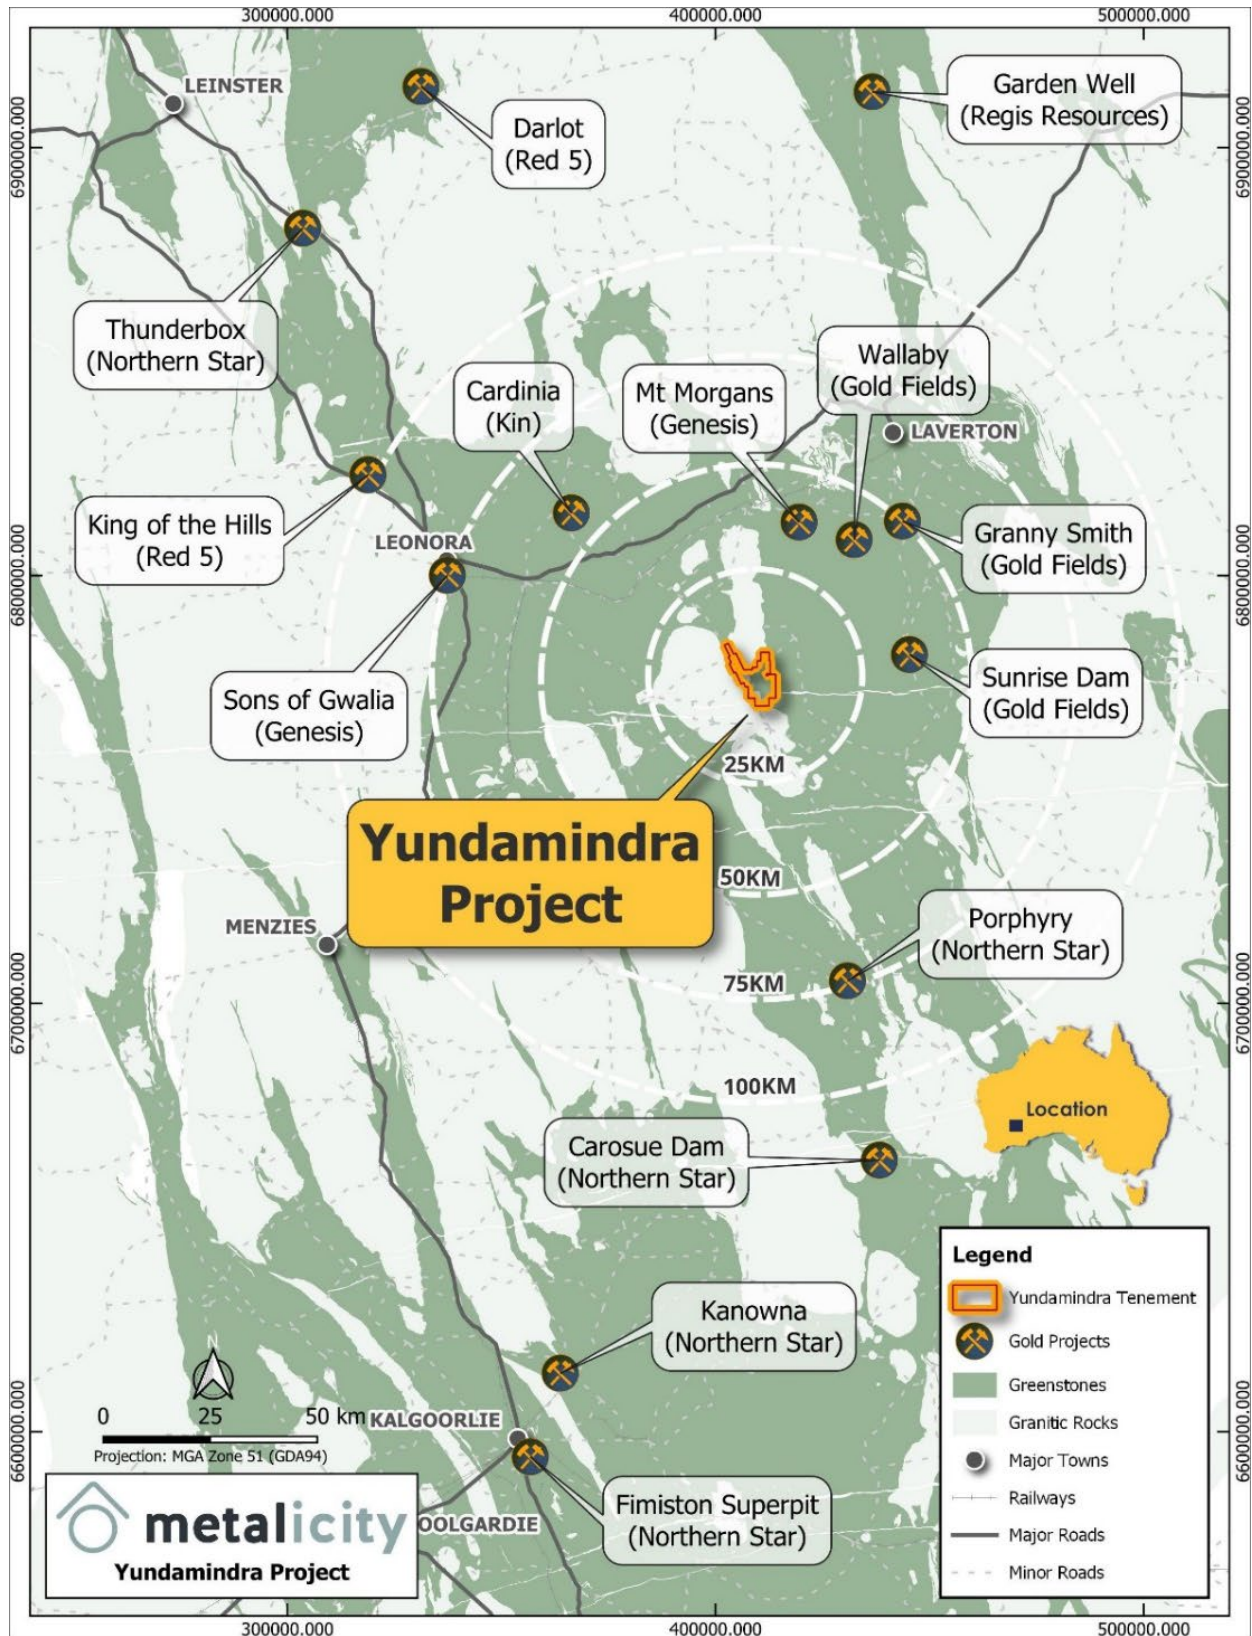 300000.000
400000.000
500000.000
6900000.000
6900000.000
LEINSTER
Darlot
(Red 5)
Garden Well
(Regis Resources)
Thunderbox
(Northern Star)
Cardinia
(Kin)
Mt Morgans
(Genesis)
Wallaby
(Gold Fields)
LAVERTON
King of the Hills
(Red 5)
LEONORA
Granny Smith
(Gold Fields)
6800000.000
6800000.000
Sons of Gwalia
(Genesis)
Sunrise Dam
(Gold Fields)
25KM
Yundamindra
Project
50KM
MENZIES
Porphyry
(Northern Star)
75KM
6700000.000
6700000.000
100KM
Location
Carosue Dam
(Northern Star)
Legend
Yundamindra Tenement
Gold Projects
Greenstones
Granitic Rocks
Major Towns
Railways
Major Roads
Minor Roads
Kanowna
(Northern Star)
N
0 25 50 km
Projection: MGA Zone 51 (GDA94)
KALGOORLIE
6600000.000
6600000.000
Fimiston Superpit
(Northern Star)
OOLGARDIE
metalicity
Yundamindra Project
300000.000
400000.000
500000.000